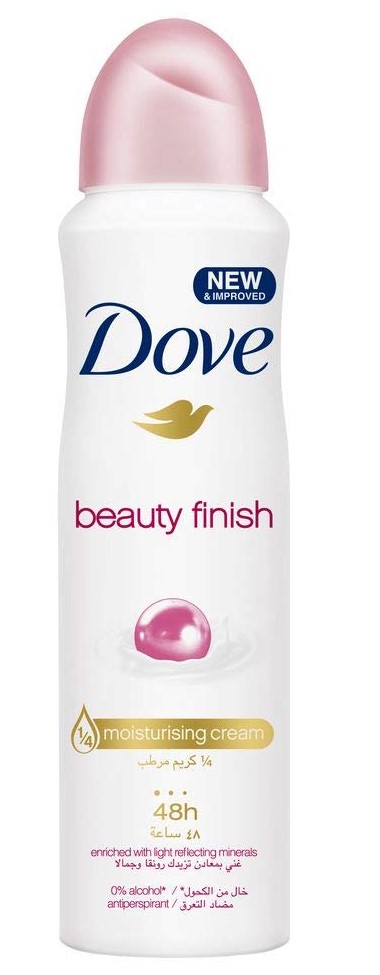 NEW
& IMPROVED
Dove
beauty finish
1/4 moisturising cream
¼ كريم مرطب
48h
٤٨ ساعة
enriched with light reflecting minerals
غني بمعادن تزيدك رونقا وجمالا
0% alcohol* / *خال من الكحول
antiperspirant / مضاد التعرق